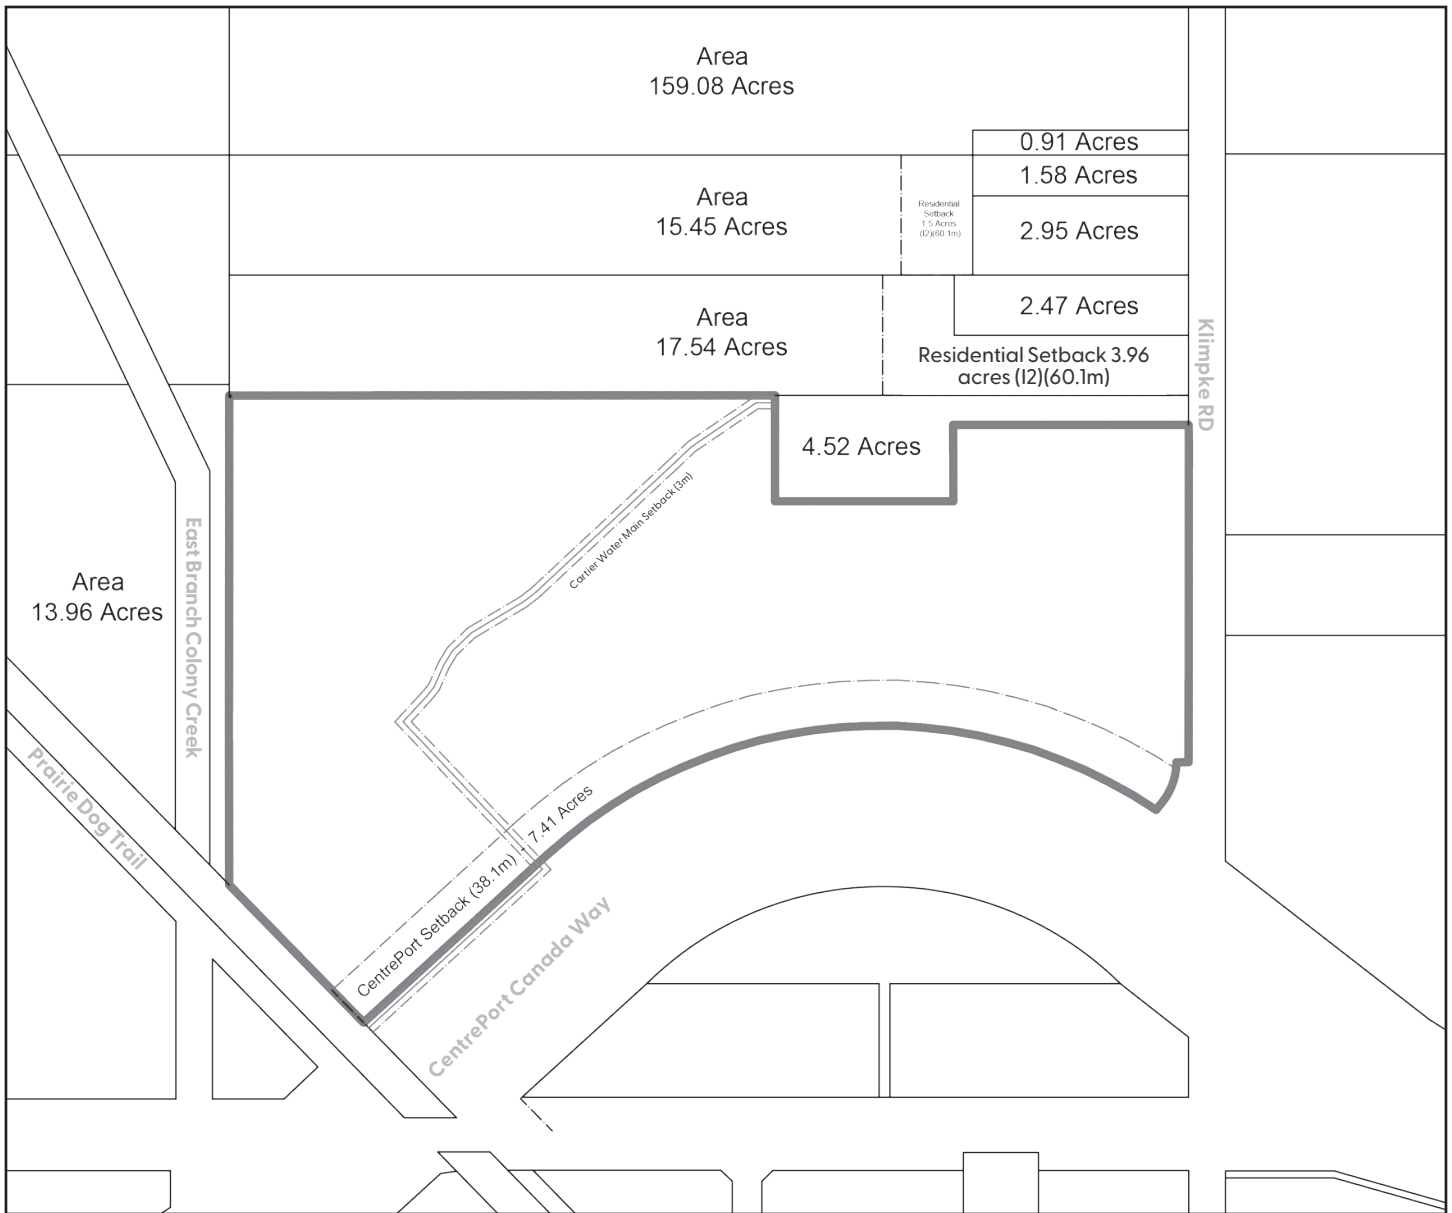 Area
159.08 Acres
0.91 Acres
1.58 Acres
Area
15.45 Acres
Residential
Setback
1.5 Acres
(I2)(60.1m)
2.95 Acres
2.47 Acres
Area
17.54 Acres
Residential Setback 3.96
acres (I2)(60.1m)
Klimpke RD
4.52 Acres
Cartier Water Main Setback (3m)
East Branch Colony Creek
Area
13.96 Acres
Prairie Dog Trail
CentrePort Setback (38.1m) - 7.41 Acres
CentrePort Canada Way